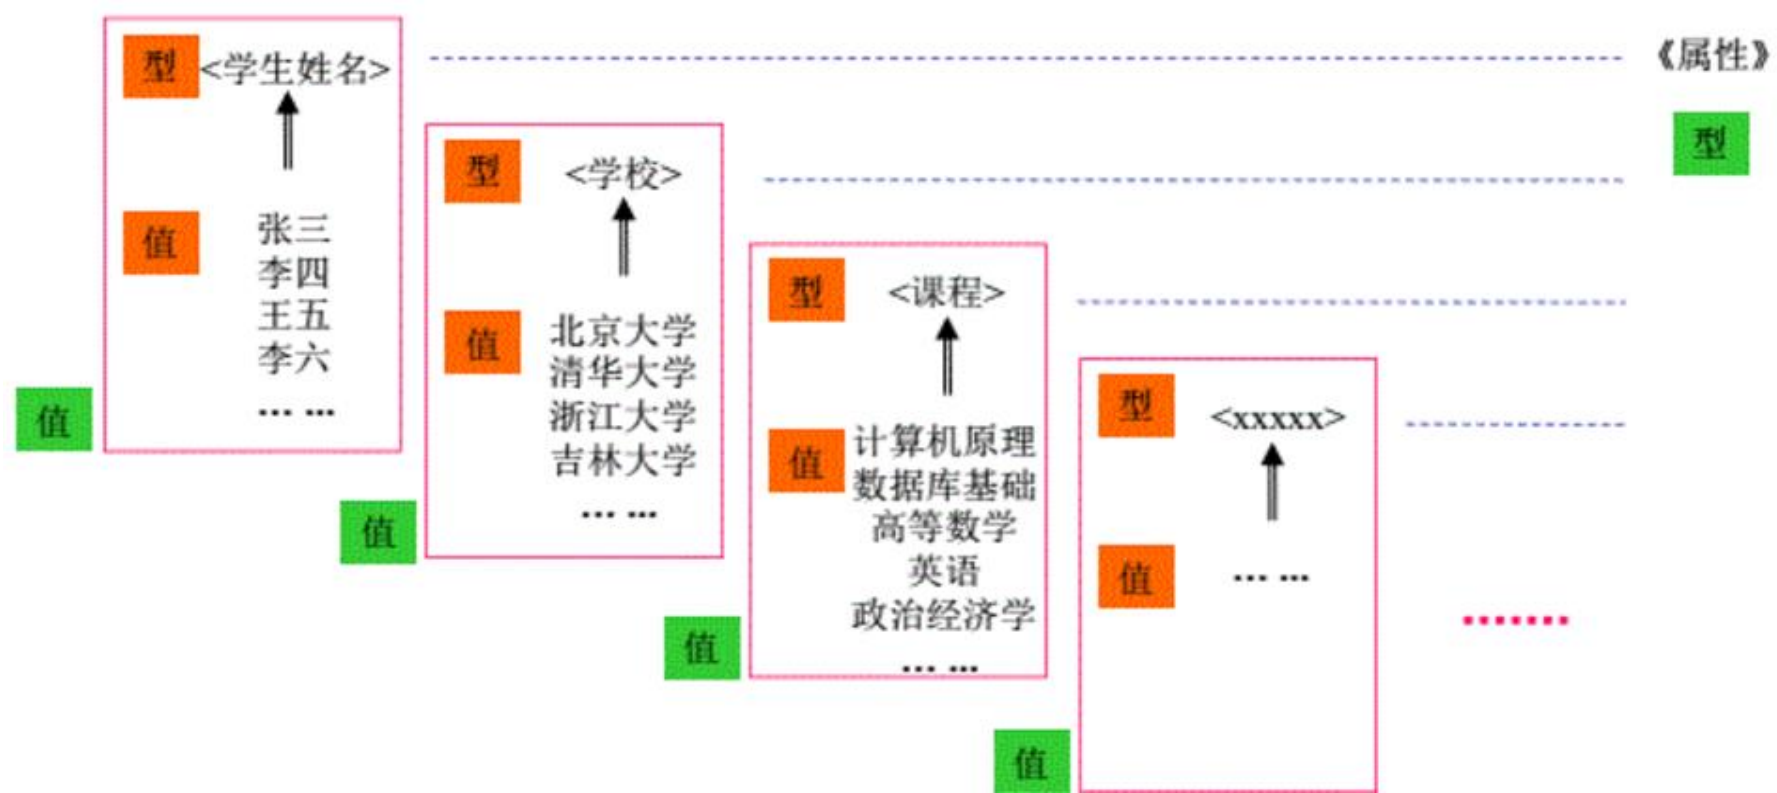 型 <学生姓名>
值
张三
李四
王五
李六
... ...
值
型 <学校>
值
北京大学
清华大学
浙江大学
吉林大学
... ...
值
型 <课程>
值
计算机原理
数据库基础
高等数学
英语
政治经济学
... ...
值
型 <xxxxx>
值 ... ...
值
《属性》
型
.......